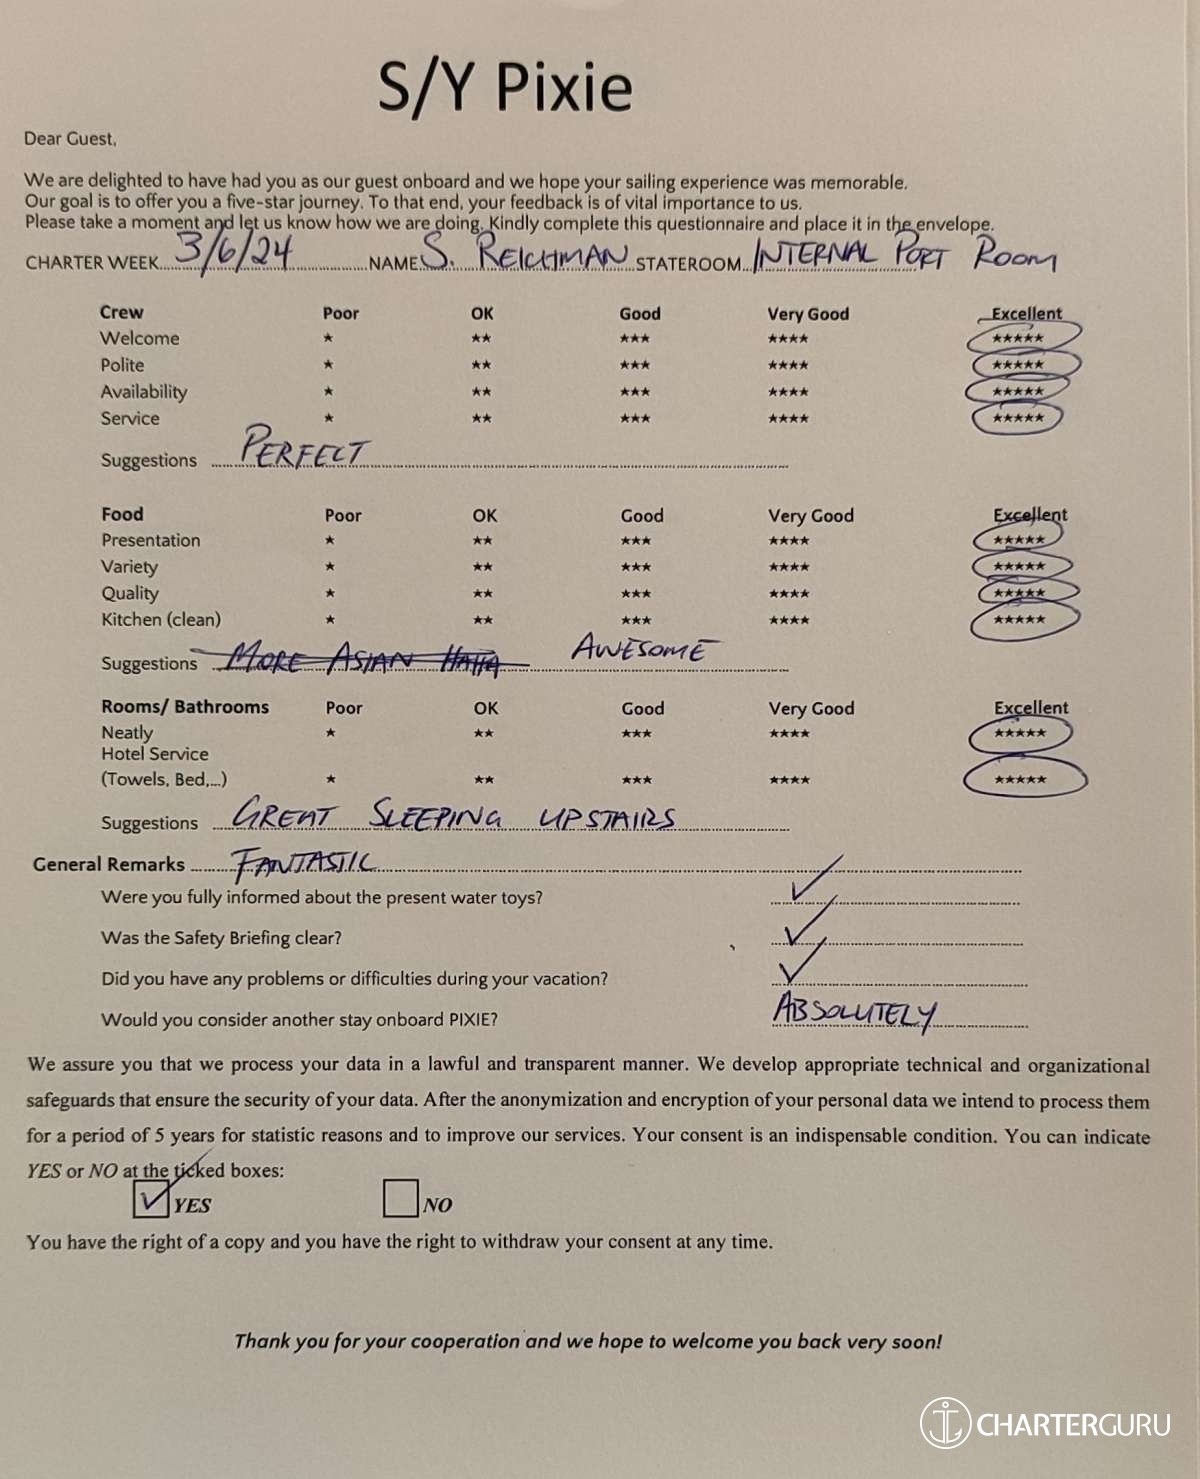 S/Y Pixie
Dear Guest,
We are delighted to have had you as our guest onboard and we hope your sailing experience was memorable.
Our goal is to offer you a five-star journey. To that end, your feedback is of vital importance to us.
Please take a moment and let us know how we are doing. Kindly complete this questionnaire and place it in the envelope.
CHARTER WEEK 3/6/24 NAME S. REICHMAN STATEROOM INTERNAL PORT ROOM
Crew Poor OK Good Very Good Excellent
Welcome ★ ★★ ★★★ ★★★★ ★★★★★
Polite ★ ★★ ★★★ ★★★★ ★★★★★
Availability ★ ★★ ★★★ ★★★★ ★★★★★
Service ★ ★★ ★★★ ★★★★ ★★★★★
Suggestions PERFECT
Food Poor OK Good Very Good Excellent
Presentation ★ ★★ ★★★ ★★★★ ★★★★★
Variety ★ ★★ ★★★ ★★★★ ★★★★★
Quality ★ ★★ ★★★ ★★★★ ★★★★★
Kitchen (clean) ★ ★★ ★★★ ★★★★ ★★★★★
Suggestions MORE ASIAN AWESOME
Rooms/ Bathrooms Poor OK Good Very Good Excellent
Neatly ★ ★★ ★★★ ★★★★ ★★★★★
Hotel Service
(Towels, Bed,...) ★ ★★ ★★★ ★★★★ ★★★★★
Suggestions GREAT SLEEPING UPSTAIRS
General Remarks FANTASTIC
Were you fully informed about the present water toys? ✓
Was the Safety Briefing clear? ✓
Did you have any problems or difficulties during your vacation? ✓
Would you consider another stay onboard PIXIE? ABSOLUTELY
We assure you that we process your data in a lawful and transparent manner. We develop appropriate technical and organizational
safeguards that ensure the security of your data. After the anonymization and encryption of your personal data we intend to process them
for a period of 5 years for statistic reasons and to improve our services. Your consent is an indispensable condition. You can indicate
YES or NO at the ticked boxes:
✓ YES NO
You have the right of a copy and you have the right to withdraw your consent at any time.
Thank you for your cooperation and we hope to welcome you back very soon!
CHARTERGURU